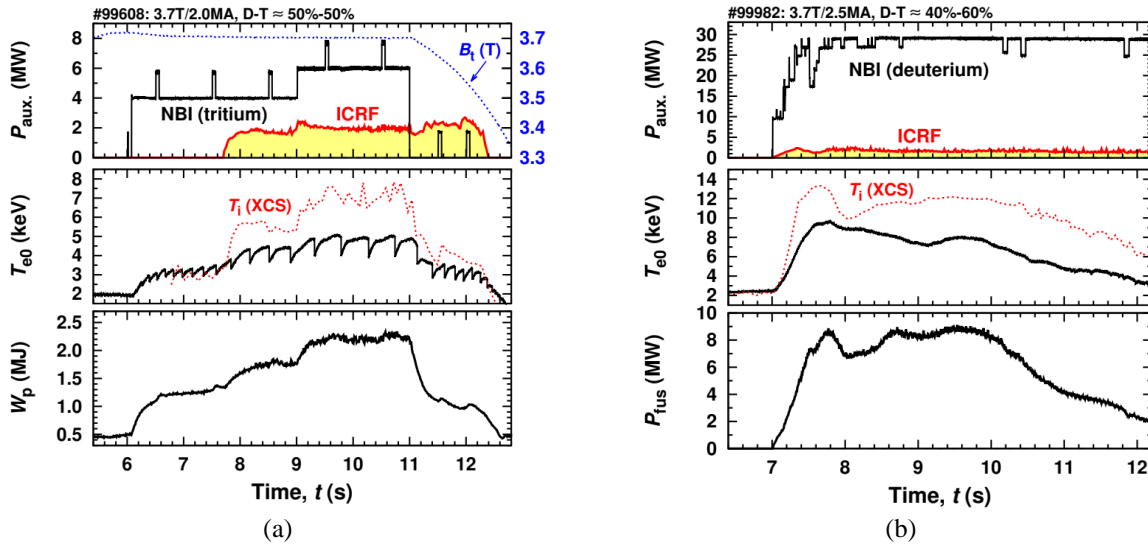 #99608: 3.7T/2.0MA, D-T ≈ 50%-50%
P_aux. (MW)
8
6
4
2
0
NBI (tritium)
ICRF
B_t (T)
3.7
3.6
3.5
3.4
3.3
T_e0 (keV)
8
7
6
5
4
3
2
T_i (XCS)
W_p (MJ)
2.5
2.0
1.5
1.0
0.5
6 7 8 9 10 11 12
Time, t (s)
(a)
#99982: 3.7T/2.5MA, D-T ≈ 40%-60%
P_aux. (MW)
30
25
20
15
10
5
0
NBI (deuterium)
ICRF
T_e0 (keV)
14
12
10
8
6
4
2
T_i (XCS)
P_fus (MW)
10
8
6
4
2
0
7 8 9 10 11 12
Time, t (s)
(b)